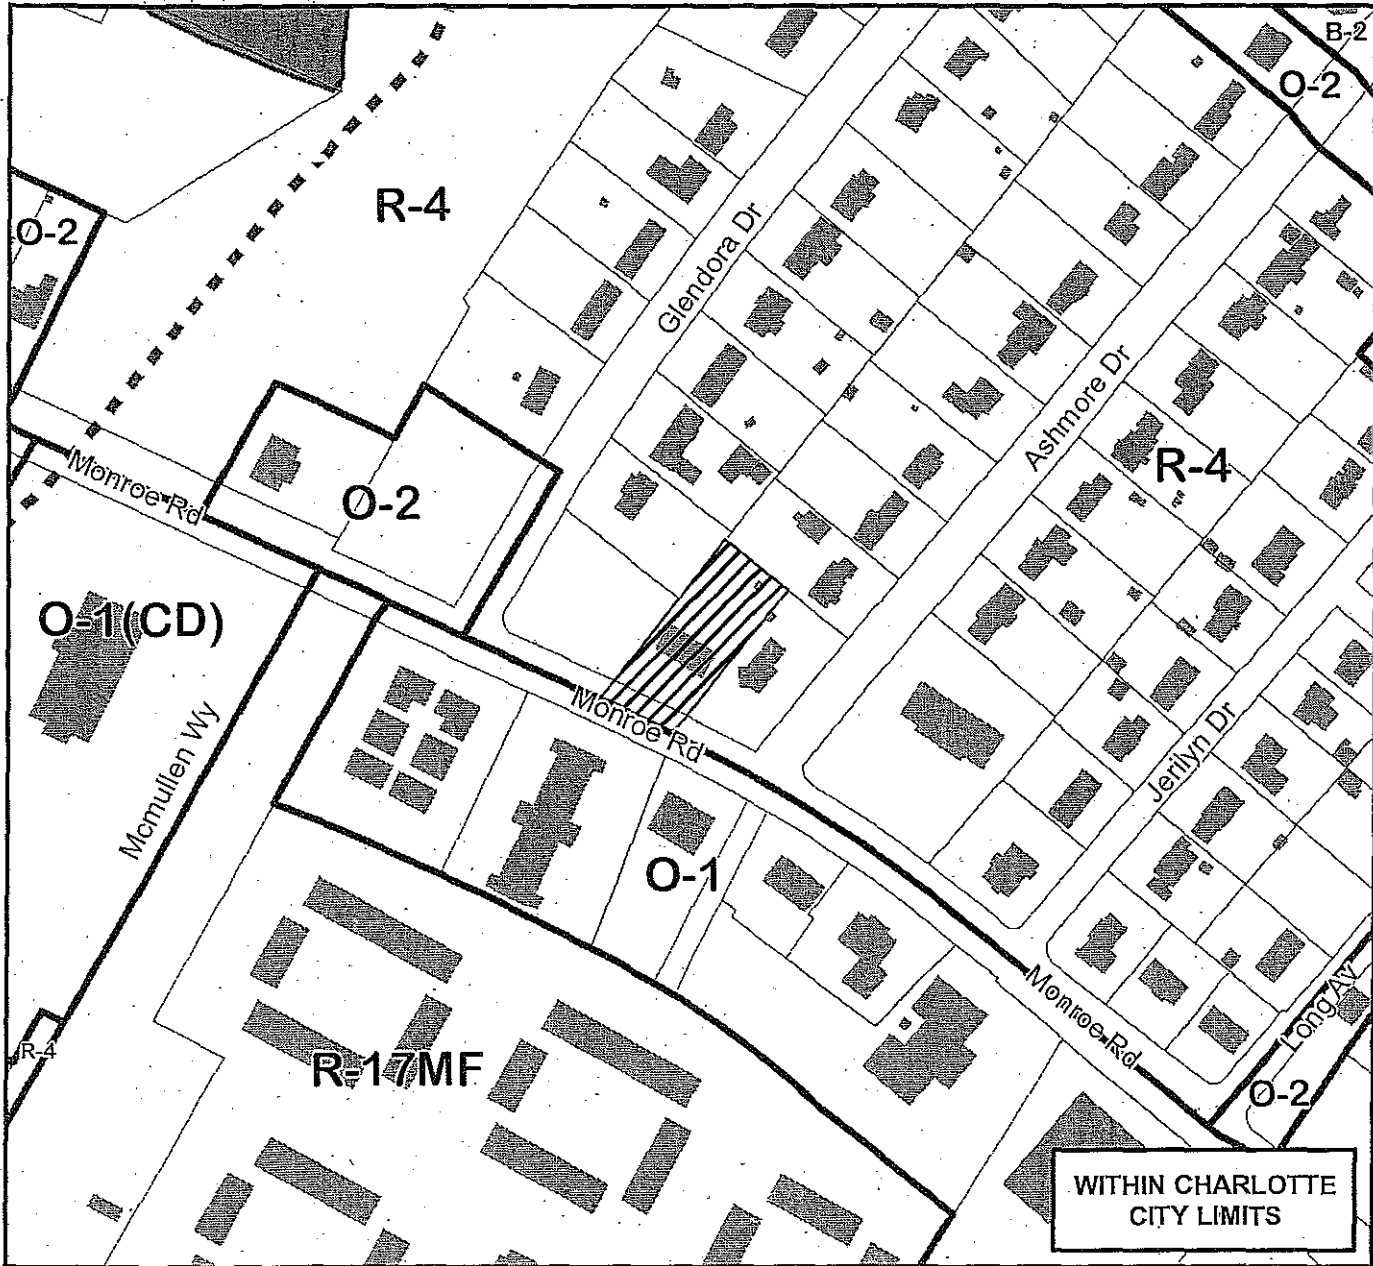 B-2
O-2
R-4
O-2
Glendora Dr
Ashmore Dr
R-4
Monroe Rd
O-2
O-1(CD)
Monroe Rd
Mcmullen Wy
Jerilyn Dr
O-1
Monroe Rd
Long Av
R-4
R-17MF
O-2
WITHIN CHARLOTTE
CITY LIMITS